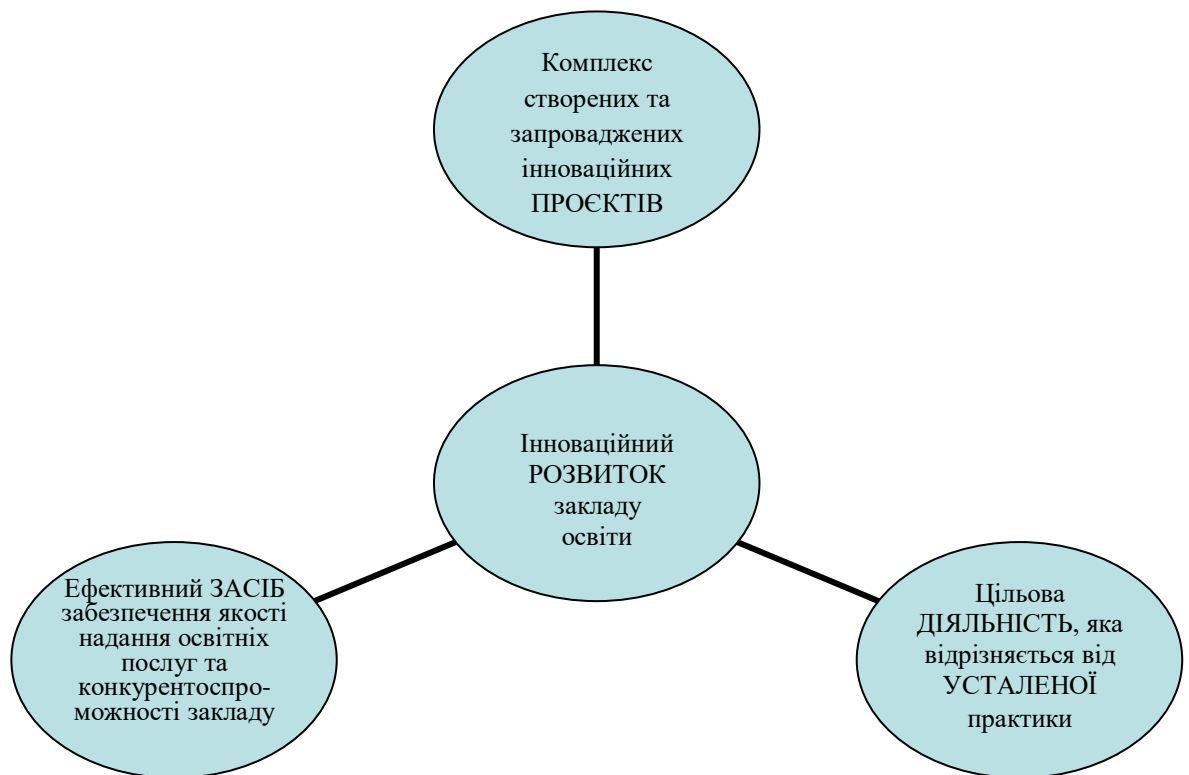 Комплекс
створених та
запроваджених
інноваційних
ПРОЄКТІВ
Інноваційний
РОЗВИТОК
закладу
освіти
Ефективний ЗАСІБ
забезпечення якості
надання освітніх
послуг та
конкурентоспро-
можності закладу
Цільова
ДІЯЛЬНІСТЬ, яка
відрізняється від
УСТАЛЕНОЇ
практики